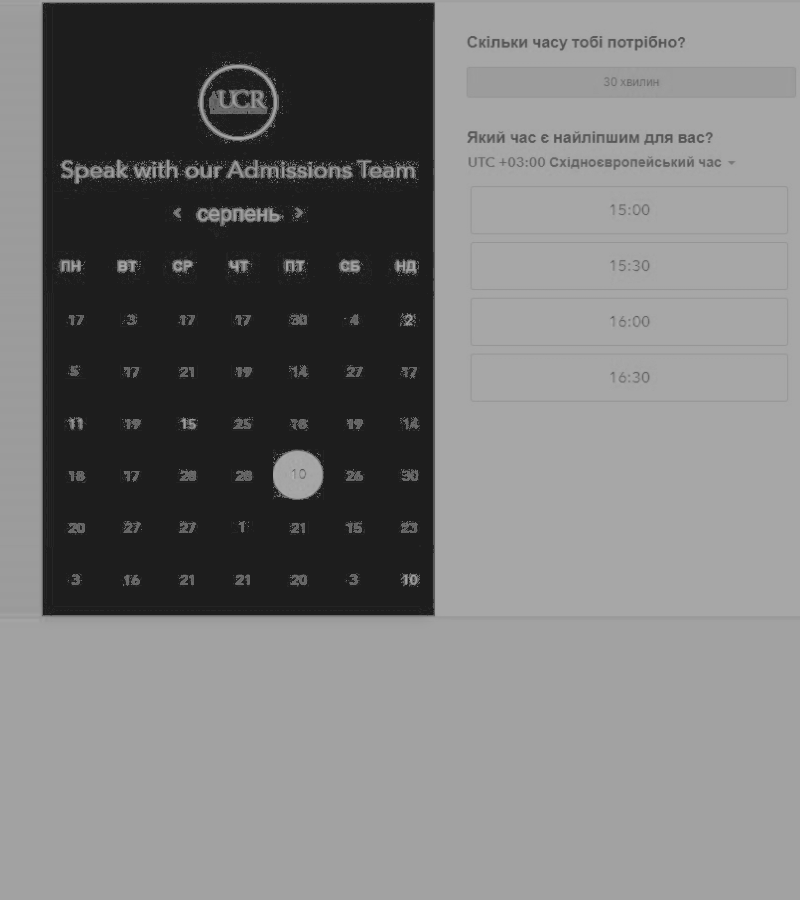 UCR
Speak with our Admissions Team
< серпень >
ПН ВТ СР ЧТ ПТ СБ НД
17 3 17 17 30 4 2
5 17 21 19 14 27 17
11 19 15 25 18 19 14
18 17 28 28 10 26 30
20 27 27 1 21 15 23
3 16 21 21 20 3 10
Скільки часу тобі потрібно?
30 хвилин
Який час є найліпшим для вас?
UTC +03:00 Східноєвропейський час
15:00
15:30
16:00
16:30